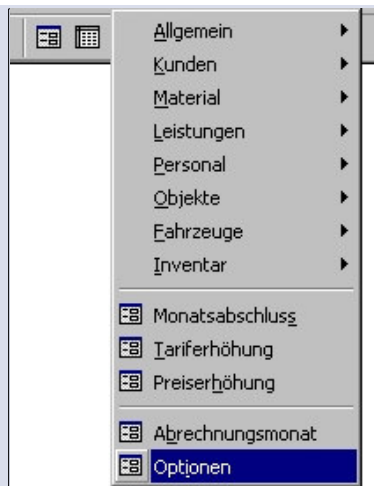 Allgemein
Kunden
Material
Leistungen
Personal
Objekte
Fahrzeuge
Inventar
Monatsabschluss
Tariferhöhung
Preiserhöhung
Abrechnungsmonat
Optionen